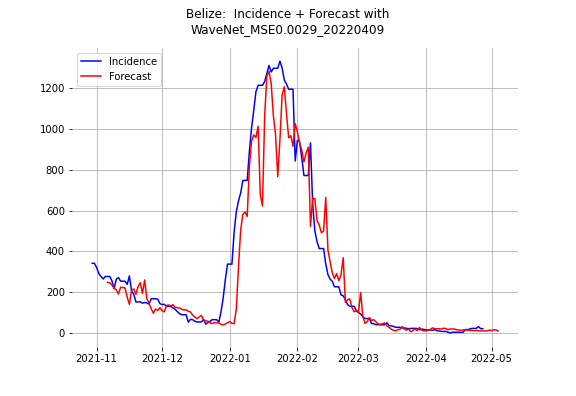 Belize:  Incidence + Forecast with
WaveNet_MSE0.0029_20220409
Incidence
Forecast
1200
1000
800
600
400
200
0
2021-11 2021-12 2022-01 2022-02 2022-03 2022-04 2022-05